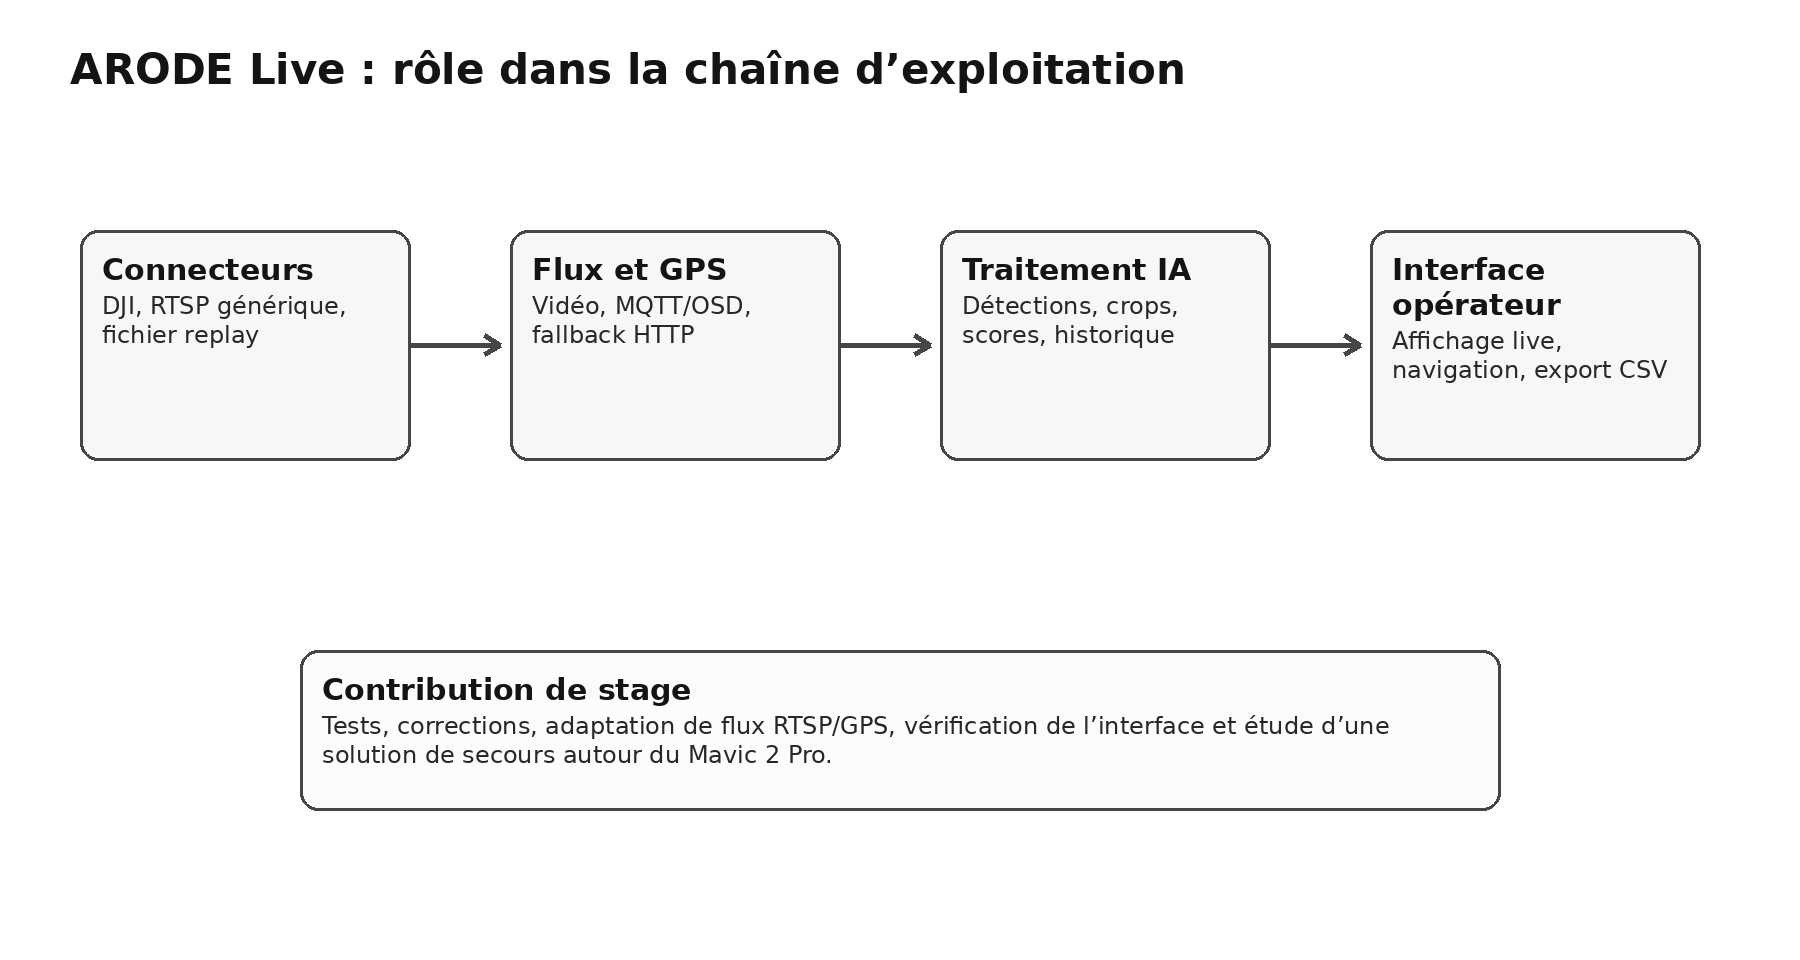 ARODE Live : rôle dans la chaîne d’exploitation
Connecteurs
DJI, RTSP générique,
fichier replay
Flux et GPS
Vidéo, MQTT/OSD,
fallback HTTP
Traitement IA
Détections, crops,
scores, historique
Interface
opérateur
Affichage live,
navigation, export CSV
Contribution de stage
Tests, corrections, adaptation de flux RTSP/GPS, vérification de l’interface et étude d’une
solution de secours autour du Mavic 2 Pro.